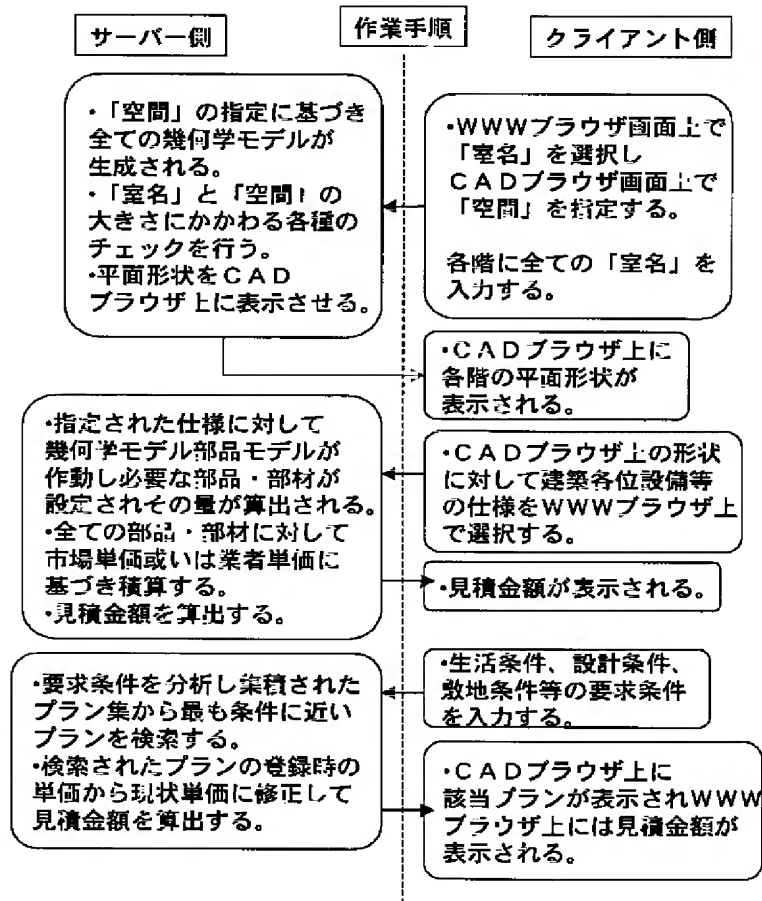 サーバー側
作業手順
クライアント側
・「空間」の指定に基づき
全ての幾何学モデルが
生成される。
・「室名」と「空間」の
大きさにかかわる各種の
チェックを行う。
・平面形状をCAD
ブラウザ上に表示させる。
・WWWブラウザ画面上で
「室名」を選択し
CADブラウザ画面上で
「空間」を指定する。
各階に全ての「室名」を
入力する。
・CADブラウザ上に
各階の平面形状が
表示される。
・指定された仕様に対して
幾何学モデル部品モデルが
作動し必要な部品・部材が
設定されその量が算出される。
・全ての部品・部材に対して
市場単価或いは業者単価に
基づき積算する。
・見積金額を算出する。
・CADブラウザ上の形状
に対して建築各位設備等
の仕様をWWWブラウザ上
で選択する。
・見積金額が表示される。
・要求条件を分析し集積された
プラン集から最も条件に近い
プランを検索する。
・検索されたプランの登録時の
単価から現状単価に修正して
見積金額を算出する。
・生活条件、設計条件、
敷地条件等の要求条件
を入力する。
・CADブラウザ上に
該当プランが表示されWWW
ブラウザ上には見積金額が
表示される。